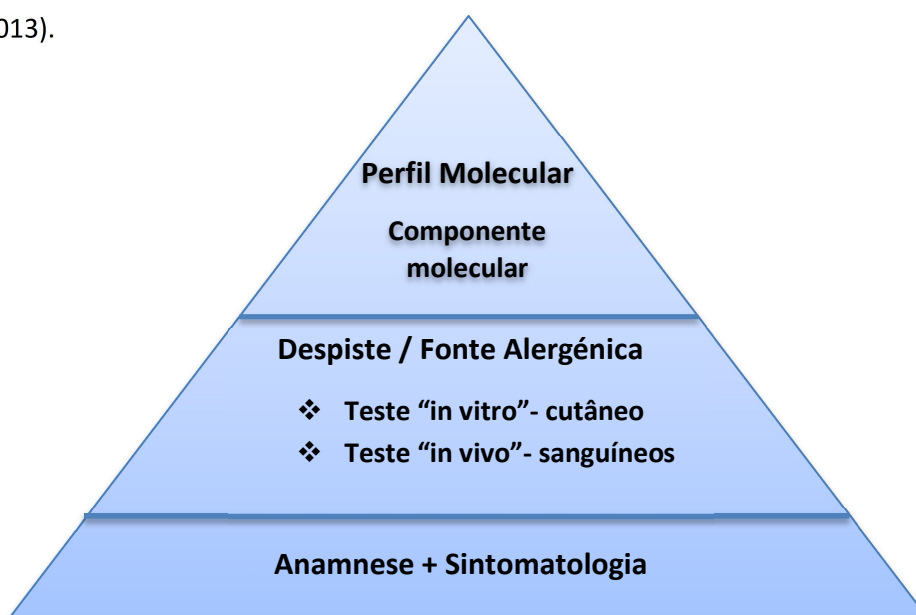 013).
Perfil Molecular
Componente
molecular
Despiste / Fonte Alergénica
❖ Teste “in vitro”- cutâneo
❖ Teste “in vivo”- sanguíneos
Anamnese + Sintomatologia